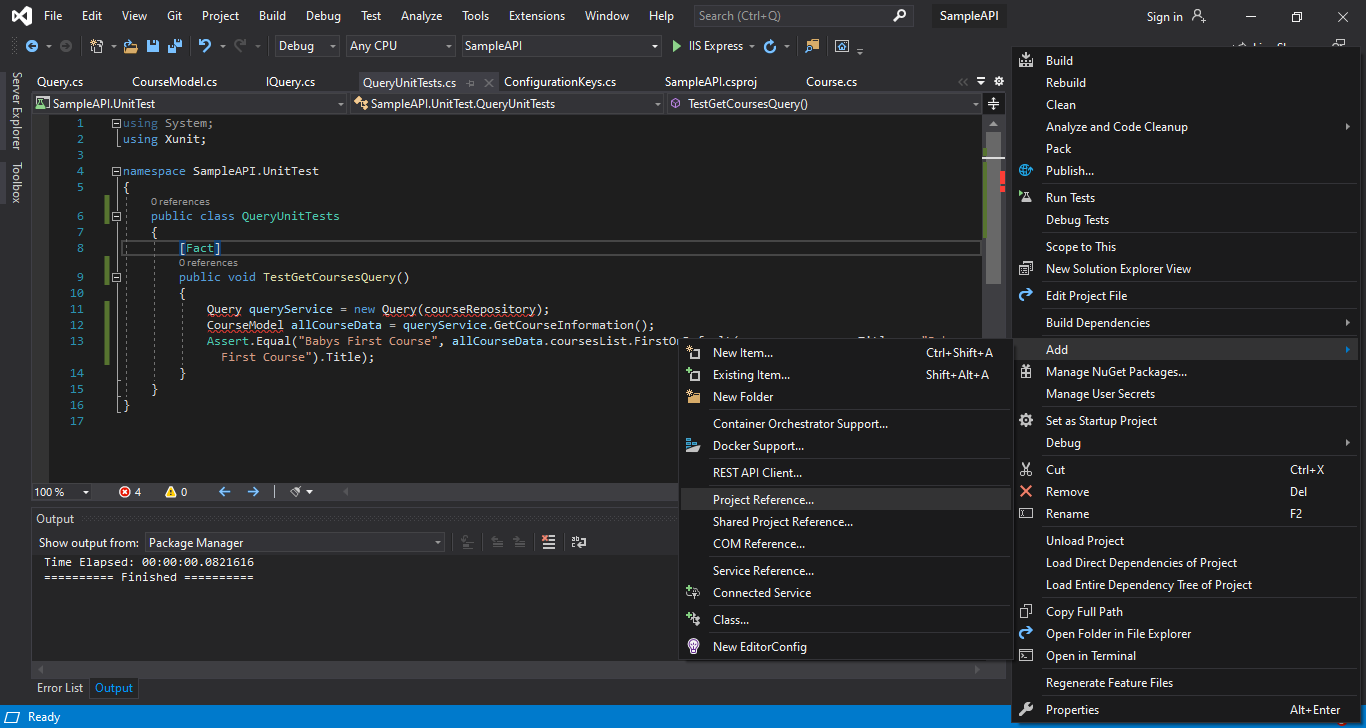 File Edit View Git Project Build Debug Test Analyze Tools Extensions Window Help Search (Ctrl+Q) SampleAPI Sign in
Debug Any CPU SampleAPI IIS Express
Query.cs CourseModel.cs IQuery.cs QueryUnitTests.cs ConfigurationKeys.cs SampleAPI.csproj Course.cs
SampleAPI.UnitTest SampleAPI.UnitTest.QueryUnitTests TestGetCoursesQuery()
Server Explorer
Toolbox
1 using System;
2 using Xunit;
3
4 namespace SampleAPI.UnitTest
5 {
0 references
6 public class QueryUnitTests
7 {
8 [Fact]
0 references
9 public void TestGetCoursesQuery()
10 {
11 Query queryService = new Query(courseRepository);
12 CourseModel allCourseData = queryService.GetCourseInformation();
13 Assert.Equal("Babys First Course", allCourseData.coursesList.FirstOrDefault(
First Course").Title);
14 }
15 }
16 }
17
100 % 4 0
Output
Show output from: Package Manager
Time Elapsed: 00:00:00.0821616
========== Finished ==========
Error List Output
Ready
New Item... Ctrl+Shift+A
Existing Item... Shift+Alt+A
New Folder
Container Orchestrator Support...
Docker Support...
REST API Client...
Project Reference...
Shared Project Reference...
COM Reference...
Service Reference...
Connected Service
Class...
New EditorConfig
Build
Rebuild
Clean
Analyze and Code Cleanup
Pack
Publish...
Run Tests
Debug Tests
Scope to This
New Solution Explorer View
Edit Project File
Build Dependencies
Add
Manage NuGet Packages...
Manage User Secrets
Set as Startup Project
Debug
Cut Ctrl+X
Remove Del
Rename F2
Unload Project
Load Direct Dependencies of Project
Load Entire Dependency Tree of Project
Copy Full Path
Open Folder in File Explorer
Open in Terminal
Regenerate Feature Files
Properties Alt+Enter